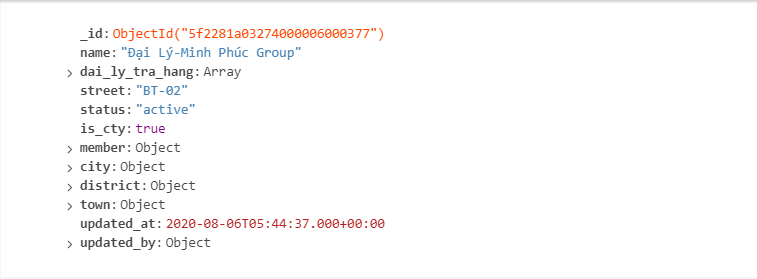 _id: ObjectId("5f2281a03274000006000377")
name: "Đại Lý-Minh Phúc Group"
dai_ly_tra_hang: Array
street: "BT-02"
status: "active"
is_cty: true
member: Object
city: Object
district: Object
town: Object
updated_at: 2020-08-06T05:44:37.000+00:00
updated_by: Object